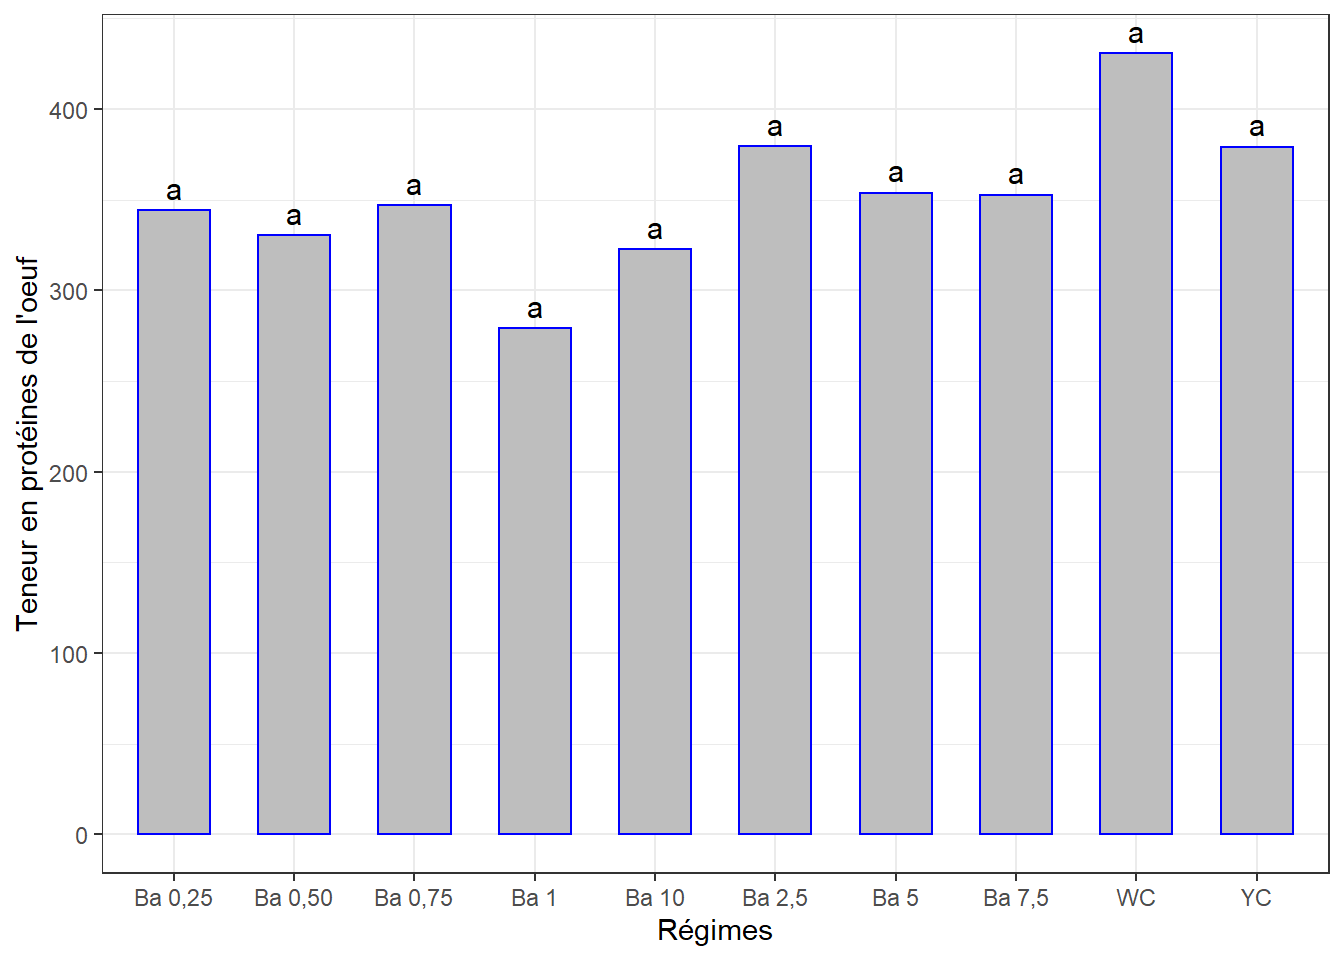 Teneur en protéines de l'oeuf
400
300
200
100
0
a a a a a a a a a a
Ba 0,25 Ba 0,50 Ba 0,75 Ba 1 Ba 10 Ba 2,5 Ba 5 Ba 7,5 WC YC
Régimes